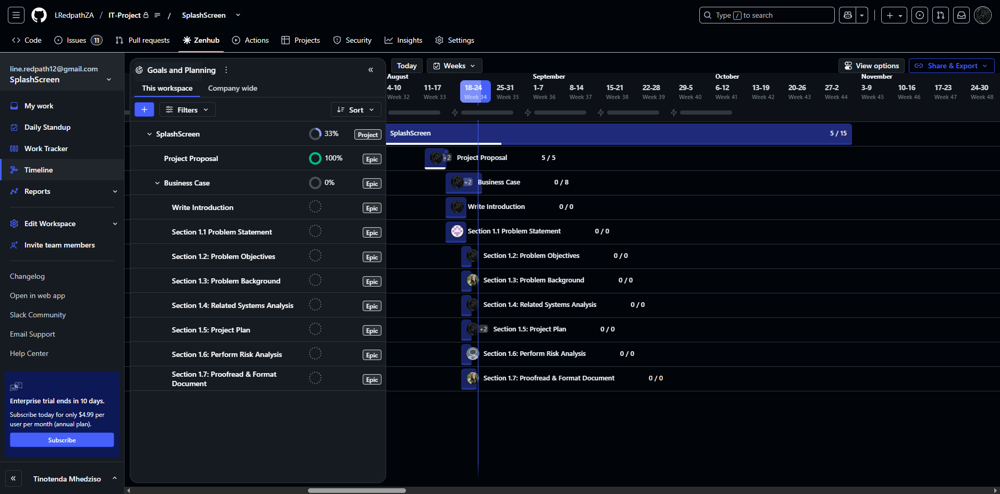 LRedpathZA / IT-Project / SplashScreen
Type / to search
Code
Issues 11
Pull requests
Zenhub
Actions
Projects
Security
Insights
Settings
line.redpath12@gmail.com
SplashScreen
My work
Daily Standup
Work Tracker
Timeline
Reports
Edit Workspace
Invite team members
Changelog
Open in web app
Slack Community
Email Support
Help Center
Enterprise trial ends in 10 days.
Subscribe today for only $4.99 per
user per month (annual plan).
Subscribe
Tinotenda Mhedziso
Goals and Planning
This workspace
Company wide
Filters
Sort
Today
Weeks
View options
Share & Export
August September October November
4-10 11-17 18-24 25-31 1-7 8-14 15-21 22-28 29-5 6-12 13-19 20-26 27-2 3-9 10-16 17-23 24-30
Week 32 Week 33 Week 34 Week 35 Week 36 Week 37 Week 38 Week 39 Week 40 Week 41 Week 42 Week 43 Week 44 Week 45 Week 46 Week 47 Week 48
SplashScreen 33% Project
SplashScreen 5 / 15
Project Proposal 100% Epic
+2 Project Proposal 5 / 5
Business Case 0% Epic
+2 Business Case 0 / 8
Write Introduction Epic
Write Introduction 0 / 0
Section 1.1 Problem Statement Epic
Section 1.1 Problem Statement 0 / 0
Section 1.2: Problem Objectives Epic
Section 1.2: Problem Objectives 0 / 0
Section 1.3: Problem Background Epic
Section 1.3: Problem Background 0 / 0
Section 1.4: Related Systems Analysis Epic
Section 1.4: Related Systems Analysis 0 / 0
Section 1.5: Project Plan Epic
+2 Section 1.5: Project Plan 0 / 0
Section 1.6: Perform Risk Analysis Epic
Section 1.6: Perform Risk Analysis 0 / 0
Section 1.7: Proofread & Format
Document Epic
Section 1.7: Proofread & Format Document 0 / 0